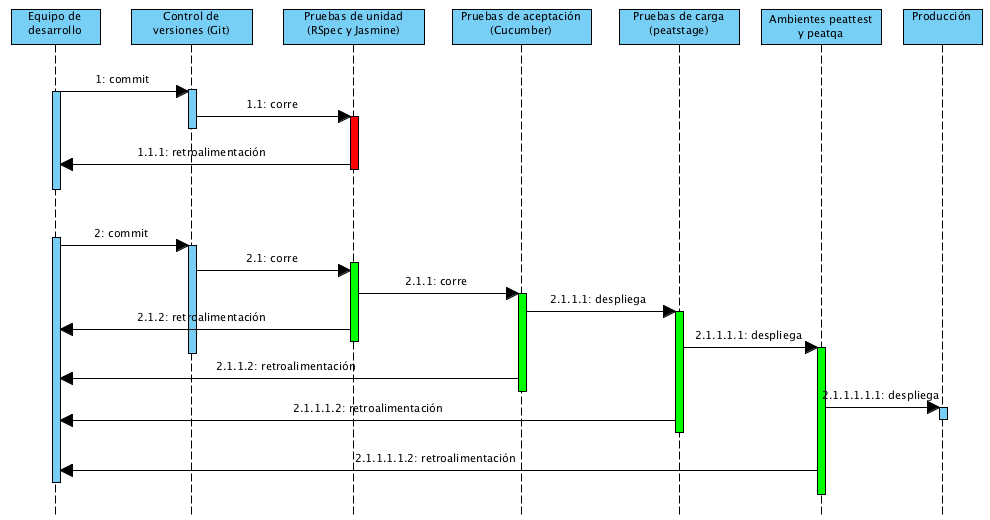 Equipo de
desarrollo
Control de
versiones (Git)
Pruebas de unidad
(RSpec y Jasmine)
Pruebas de aceptación
(Cucumber)
Pruebas de carga
(peatstage)
Ambientes peattest
y peatqa
Producción
1: commit
1.1: corre
1.1.1: retroalimentación
2: commit
2.1: corre
2.1.1: corre
2.1.1.1: despliega
2.1.2: retroalimentación
2.1.1.1.1: despliega
2.1.1.2: retroalimentación
2.1.1.1.1.1: despliega
2.1.1.1.2: retroalimentación
2.1.1.1.1.2: retroalimentación